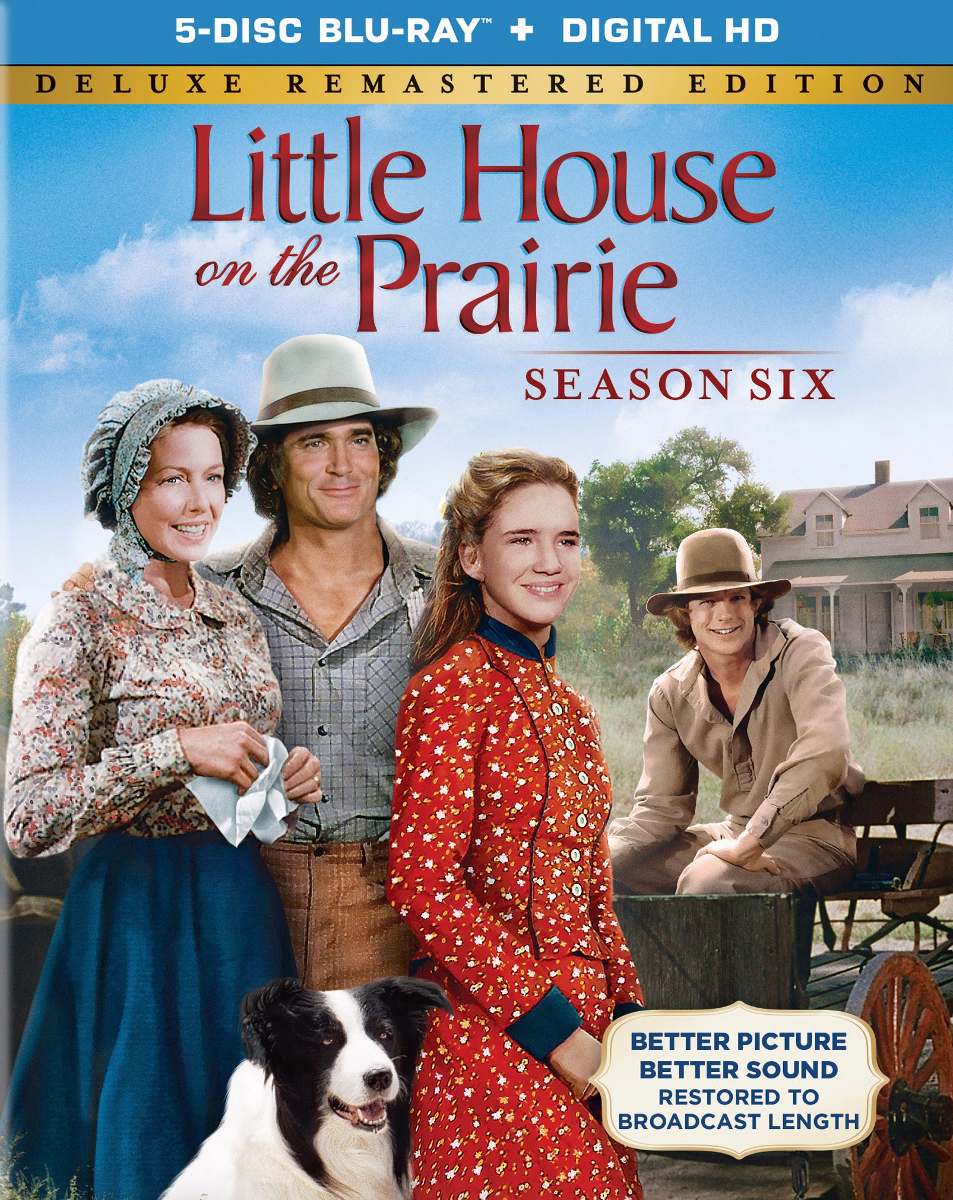 5-DISC BLU-RAY™ + DIGITAL HD
DELUXE REMASTERED EDITION
Little House
on the Prairie
SEASON SIX
BETTER PICTURE
BETTER SOUND
RESTORED TO
BROADCAST LENGTH